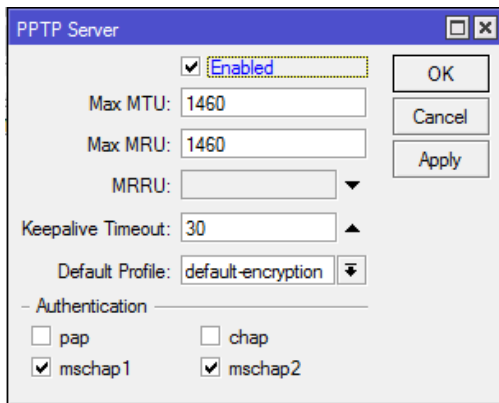 PPTP Server
Enabled
OK
Max MTU: 1460
Cancel
Max MRU: 1460
Apply
MRRU:
Keepalive Timeout: 30
Default Profile: default-encryption
Authentication
pap chap
mschap1 mschap2